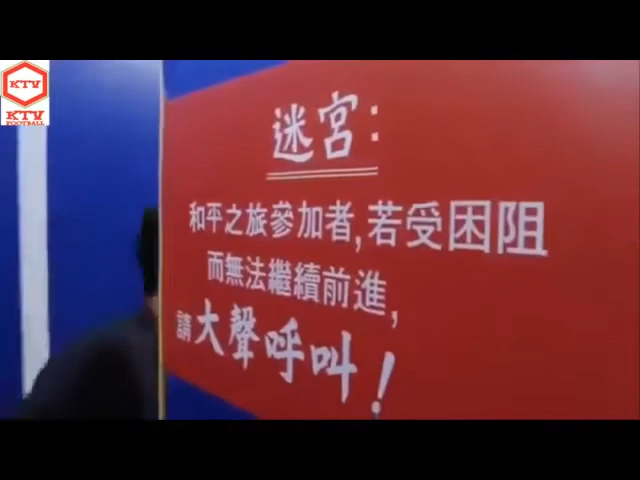 KTV
KTV
FOOTBALL
迷宮:
和平之旅參加者,若受困阻
而無法繼續前進,
請大聲呼叫!